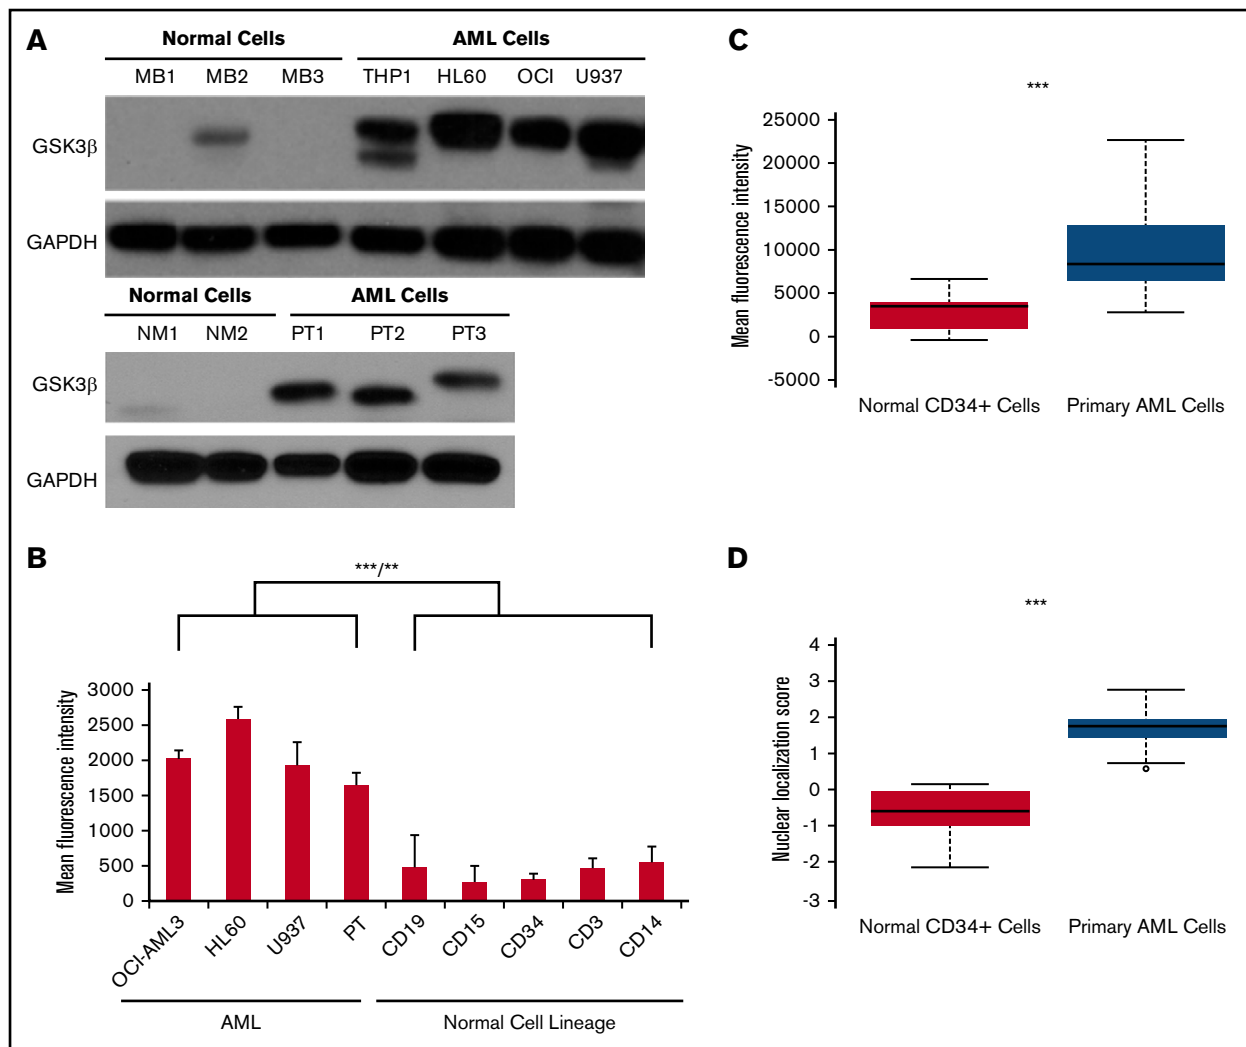 A
Normal Cells
AML Cells
MB1 MB2 MB3 THP1 HL60 OCI U937
GSK3β
GAPDH
Normal Cells
AML Cells
NM1 NM2 PT1 PT2 PT3
GSK3β
GAPDH
B
***/**
Mean fluorescence intensity
3000
2500
2000
1500
1000
500
0
OCI-AML3 HL60 U937 PT CD19 CD15 CD34 CD3 CD14
AML
Normal Cell Lineage
C
***
Mean fluorescence intensity
25000
20000
15000
10000
5000
0
-5000
Normal CD34+ Cells
Primary AML Cells
D
***
Nuclear localization score
4
3
2
1
0
-1
-2
-3
Normal CD34+ Cells
Primary AML Cells